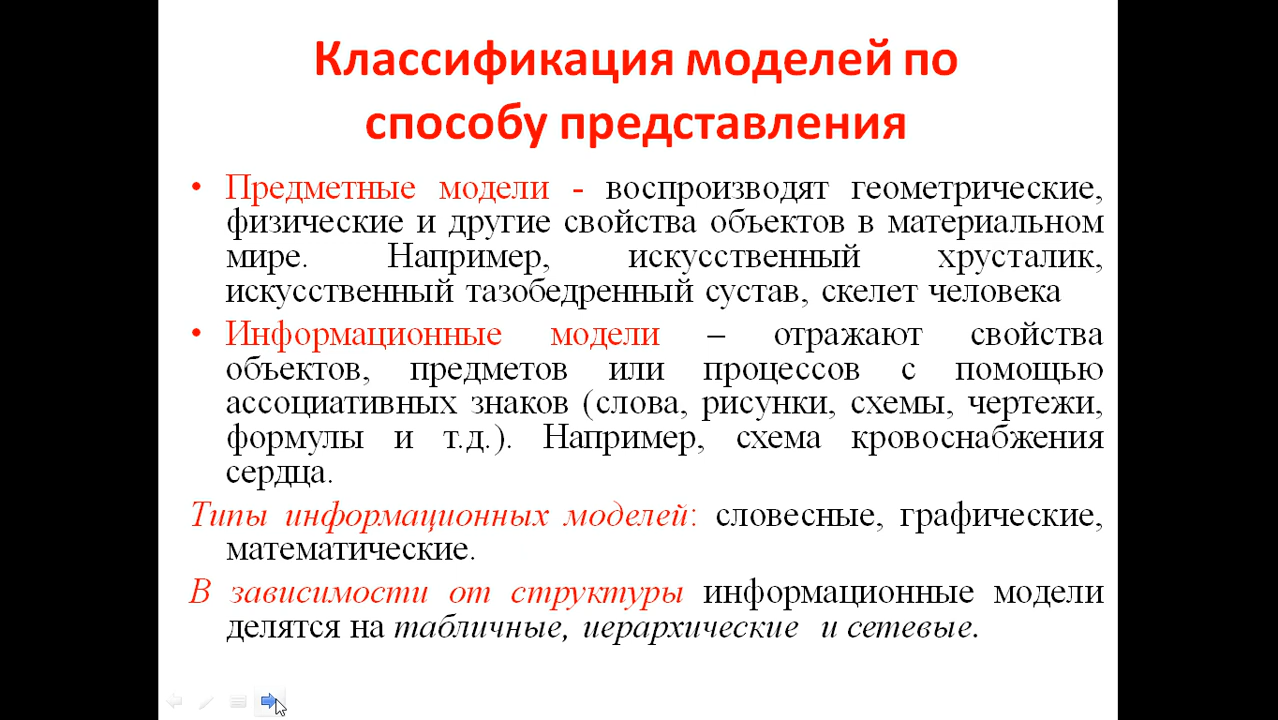 Классификация моделей по
способу представления
• Предметные модели - воспроизводят геометрические,
физические и другие свойства объектов в материальном
мире. Например, искусственный хрусталик,
искусственный тазобедренный сустав, скелет человека
• Информационные модели – отражают свойства
объектов, предметов или процессов с помощью
ассоциативных знаков (слова, рисунки, схемы, чертежи,
формулы и т.д.). Например, схема кровоснабжения
сердца.
Типы информационных моделей: словесные, графические,
математические.
В зависимости от структуры информационные модели
делятся на табличные, иерархические и сетевые.